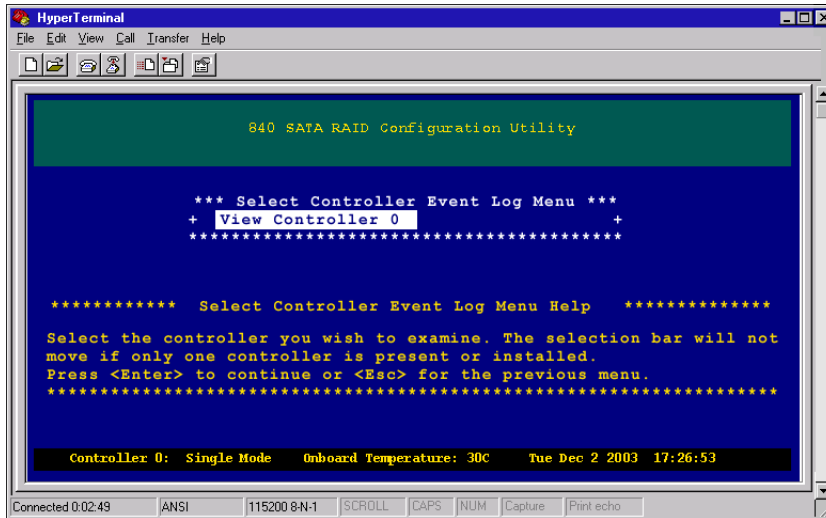 HyperTerminal
File Edit View Call Transfer Help
840 SATA RAID Configuration Utility
*** Select Controller Event Log Menu ***
+ View Controller 0 +
*****************************************
************ Select Controller Event Log Menu Help **************
Select the controller you wish to examine. The selection bar will not
move if only one controller is present or installed.
Press <Enter> to continue or <Esc> for the previous menu.
**********************************************************************
Controller 0: Single Mode Onboard Temperature: 30C Tue Dec 2 2003 17:26:53
Connected 0:02:49 ANSI 115200 8-N-1 SCROLL CAPS NUM Capture Print echo